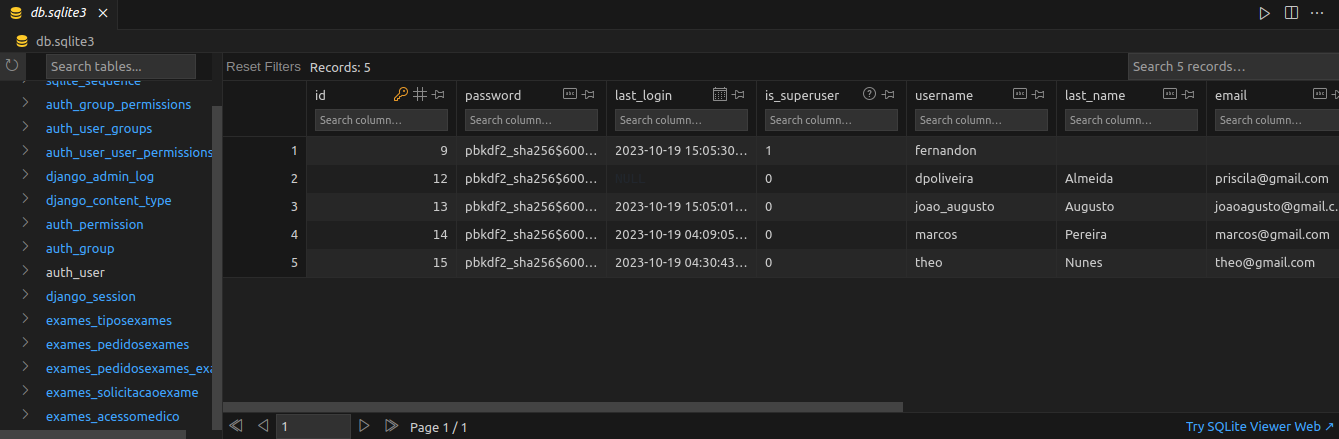 db.sqlite3
db.sqlite3
Search tables...
Reset Filters Records: 5
Search 5 records...
sqlite_sequence
auth_group_permissions
auth_user_groups
auth_user_user_permissions
django_admin_log
django_content_type
auth_permission
auth_group
auth_user
django_session
exames_tiposexames
exames_pedidosexames
exames_pedidosexames_exa
exames_solicitacaoexame
exames_acessomedico
id password last_login is_superuser username last_name email
Search column... Search column... Search column... Search column... Search column... Search column... Search column...
1 9 pbkdf2_sha256$600... 2023-10-19 15:05:30... 1 fernandon
2 12 pbkdf2_sha256$600... NULL 0 dpoliveira Almeida priscila@gmail.com
3 13 pbkdf2_sha256$600... 2023-10-19 15:05:01... 0 joao_augusto Augusto joaoagusto@gmail.c...
4 14 pbkdf2_sha256$600... 2023-10-19 04:09:05... 0 marcos Pereira marcos@gmail.com
5 15 pbkdf2_sha256$600... 2023-10-19 04:30:43... 0 theo Nunes theo@gmail.com
1 Page 1 / 1
Try SQLite Viewer Web ↗